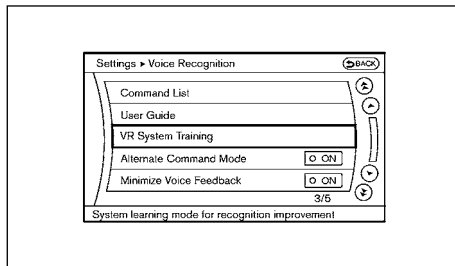 Settings ▸ Voice Recognition
BACK
Command List
User Guide
VR System Training
Alternate Command Mode
ON
Minimize Voice Feedback
ON
3/5
System learning mode for recognition improvement